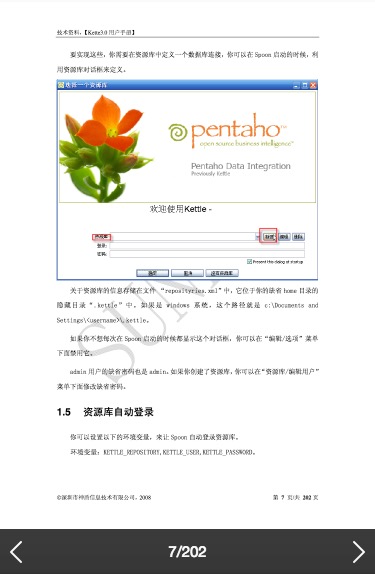 技术资料,【Kettle3.0 用户手册】
要实现这些，你需要在资源库中定义一个数据库连接，你可以在 Spoon 启动的时候，利
用资源库对话框来定义。
选择一个资源库
pentaho™
open source business intelligence™
Pentaho Data Integration
Previously Kettle
欢迎使用Kettle -
资源库:
新建 编辑 删除
登录:
密码:
Present this dialog at startup
确定 取消 没有资源库
关于资源库的信息存储在文件 “reposityries.xml”中，它位于你的缺省 home 目录的
隐藏目录 “.kettle”中。如果是 windows 系统，这个路径就是 c:\Documents and
Settings\<username>\.kettle。
如果你不想每次在 Spoon 启动的时候都显示这个对话框，你可以在“编辑/选项”菜单
下面禁用它。
admin 用户的缺省密码也是 admin。如果你创建了资源库，你可以在“资源库/编辑用户”
菜单下面修改缺省密码。
1.5 资源库自动登录
你可以设置以下的环境变量，来让 Spoon 自动登录资源库。
环境变量：KETTLE_REPOSITORY,KETTLE_USER,KETTLE_PASSWORD。
©深圳市神盾信息技术有限公司，2008
第 7 页/共 202 页
7/202